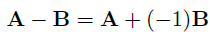 A − B = A + (−1)B